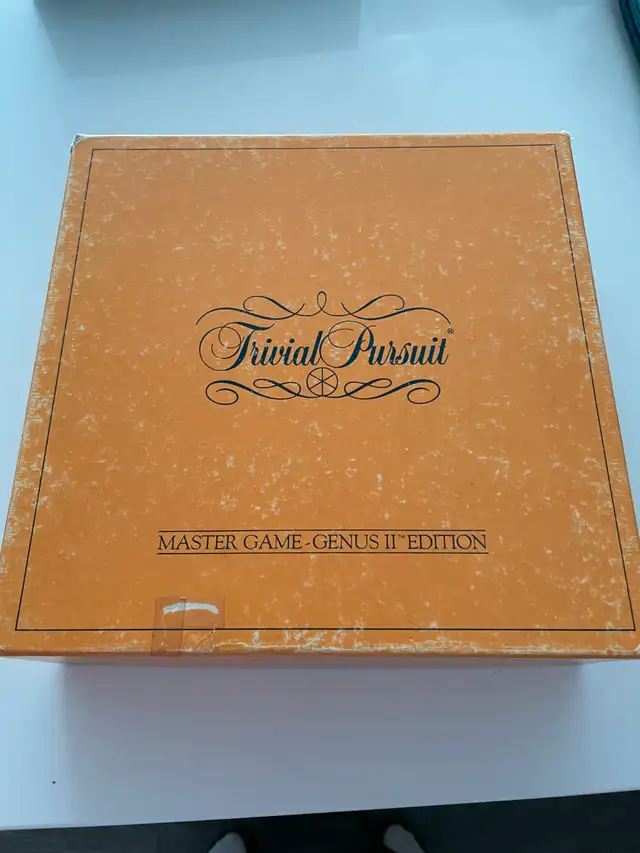 Trivial Pursuit®
MASTER GAME-GENUS II™ EDITION